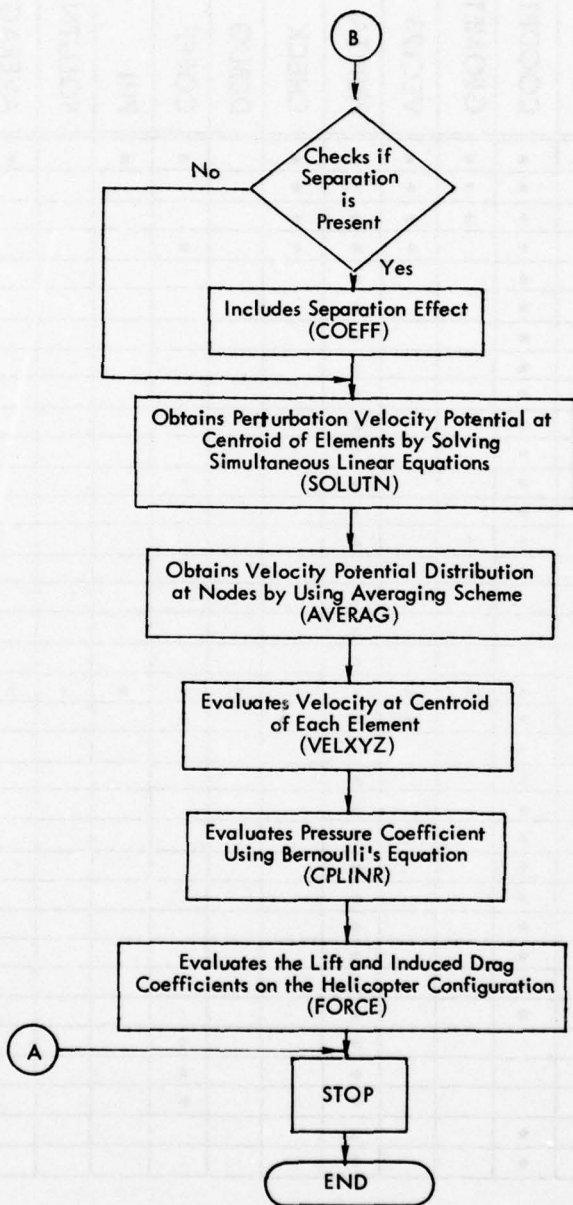 B
Checks if
Separation
is
Present
No
Yes
Includes Separation Effect
(COEFF)
Obtains Perturbation Velocity Potential at
Centroid of Elements by Solving
Simultaneous Linear Equations
(SOLUTN)
Obtains Velocity Potential Distribution
at Nodes by Using Averaging Scheme
(AVERAG)
Evaluates Velocity at Centroid
of Each Element
(VELXYZ)
Evaluates Pressure Coefficient
Using Bernoulli's Equation
(CPLINR)
Evaluates the Lift and Induced Drag
Coefficients on the Helicopter Configuration
(FORCE)
A
STOP
END